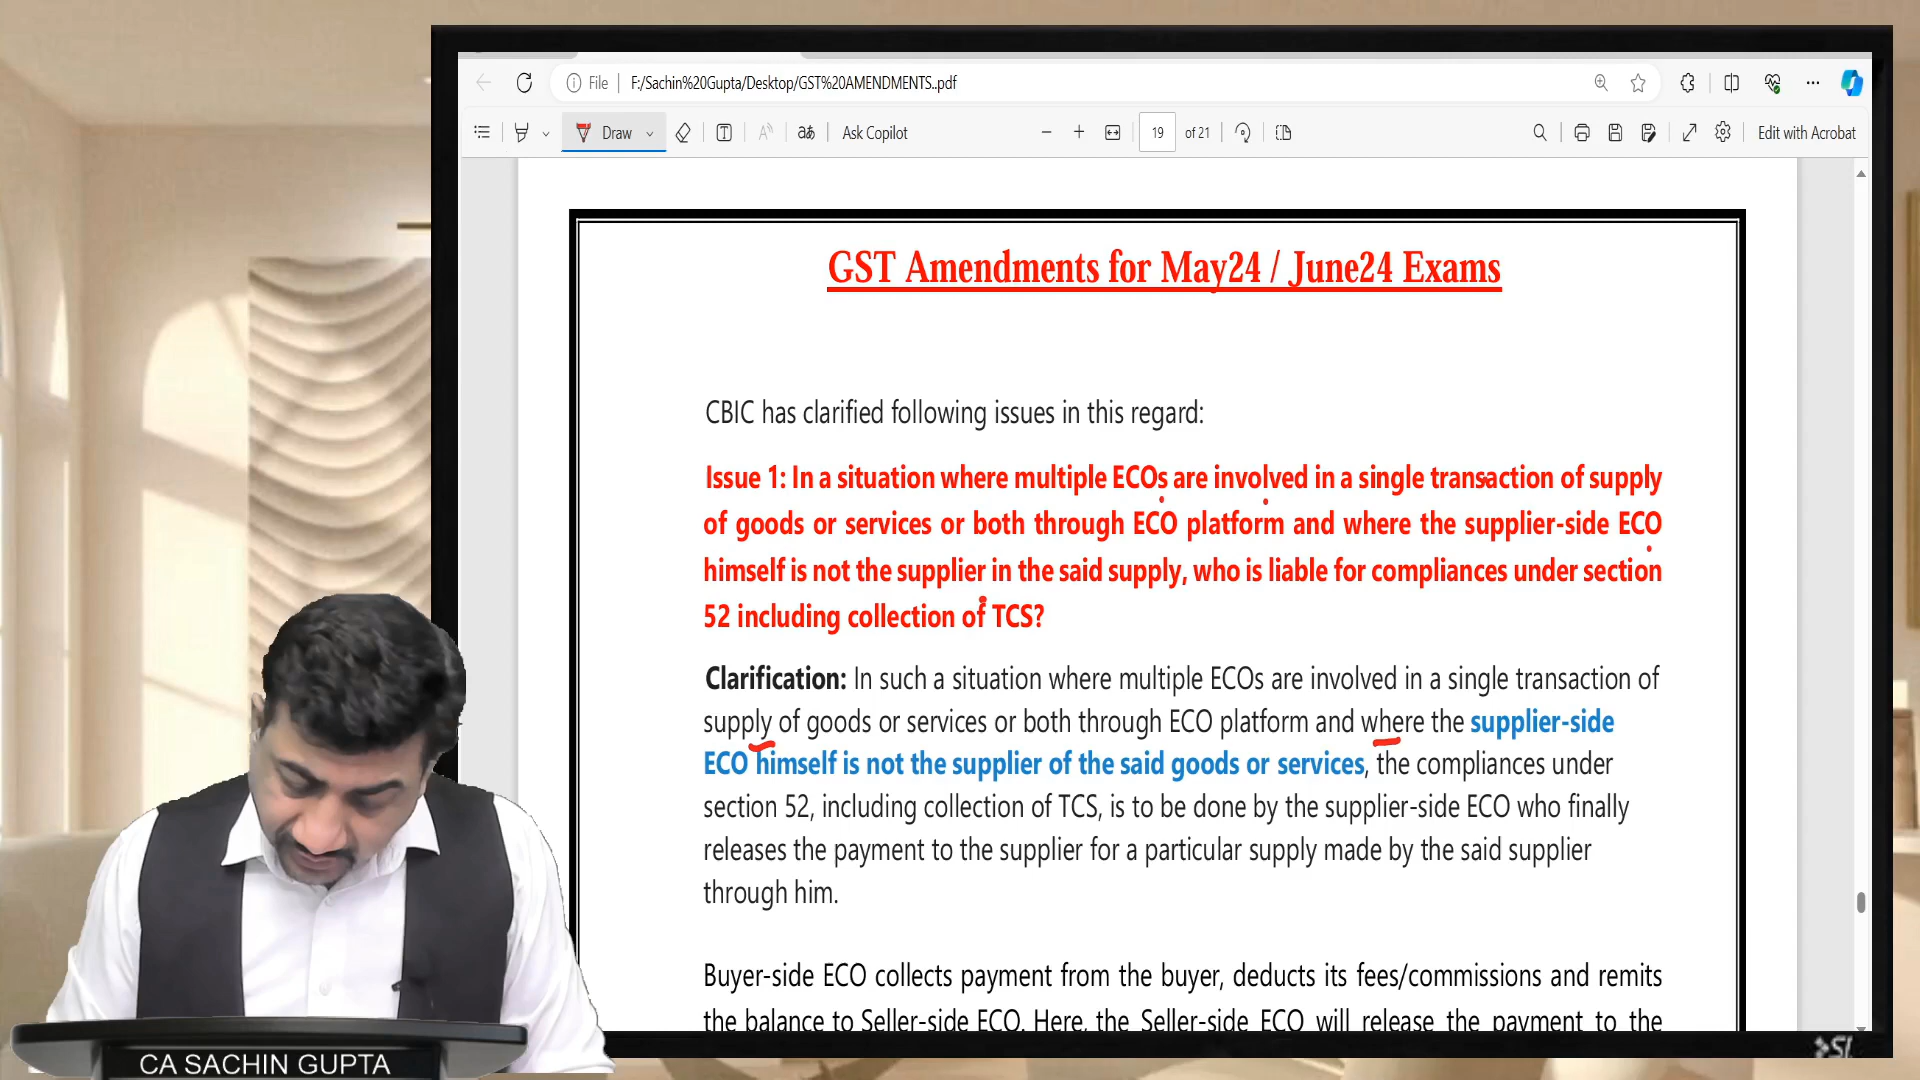 File
F:/Sachin%20Gupta/Desktop/GST%20AMENDMENTS..pdf
Draw
Ask Copilot
19 of 21
Edit with Acrobat
GST Amendments for May24 / June24 Exams
CBIC has clarified following issues in this regard:
Issue 1: In a situation where multiple ECOs are involved in a single transaction of supply
of goods or services or both through ECO platform and where the supplier-side ECO
himself is not the supplier in the said supply, who is liable for compliances under section
52 including collection of TCS?
Clarification: In such a situation where multiple ECOs are involved in a single transaction of
supply of goods or services or both through ECO platform and where the supplier-side
ECO himself is not the supplier of the said goods or services, the compliances under
section 52, including collection of TCS, is to be done by the supplier-side ECO who finally
releases the payment to the supplier for a particular supply made by the said supplier
through him.
Buyer-side ECO collects payment from the buyer, deducts its fees/commissions and remits
the balance to Seller-side ECO. Here, the Seller-side ECO will release the payment to the
CA SACHIN GUPTA